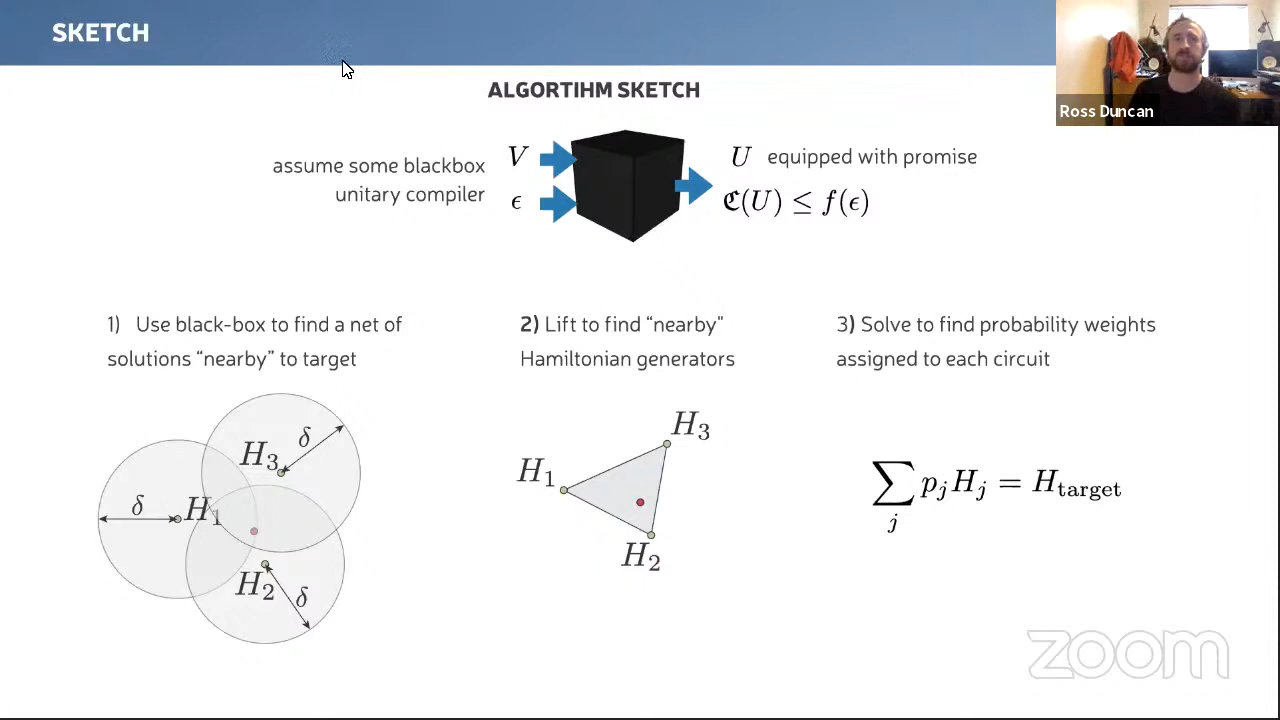 SKETCH
ALGORTIHM SKETCH
Ross Duncan
assume some blackbox
unitary compiler
V
ϵ
U equipped with promise
ℭ(U) ≤ f(ϵ)
1) Use black-box to find a net of
solutions “nearby” to target
2) Lift to find “nearby"
Hamiltonian generators
3) Solve to find probability weights
assigned to each circuit
H₃
δ
δ
H₁
H₂
δ
H₃
H₁
H₂
∑ⱼ pⱼHⱼ = H_target
zoom